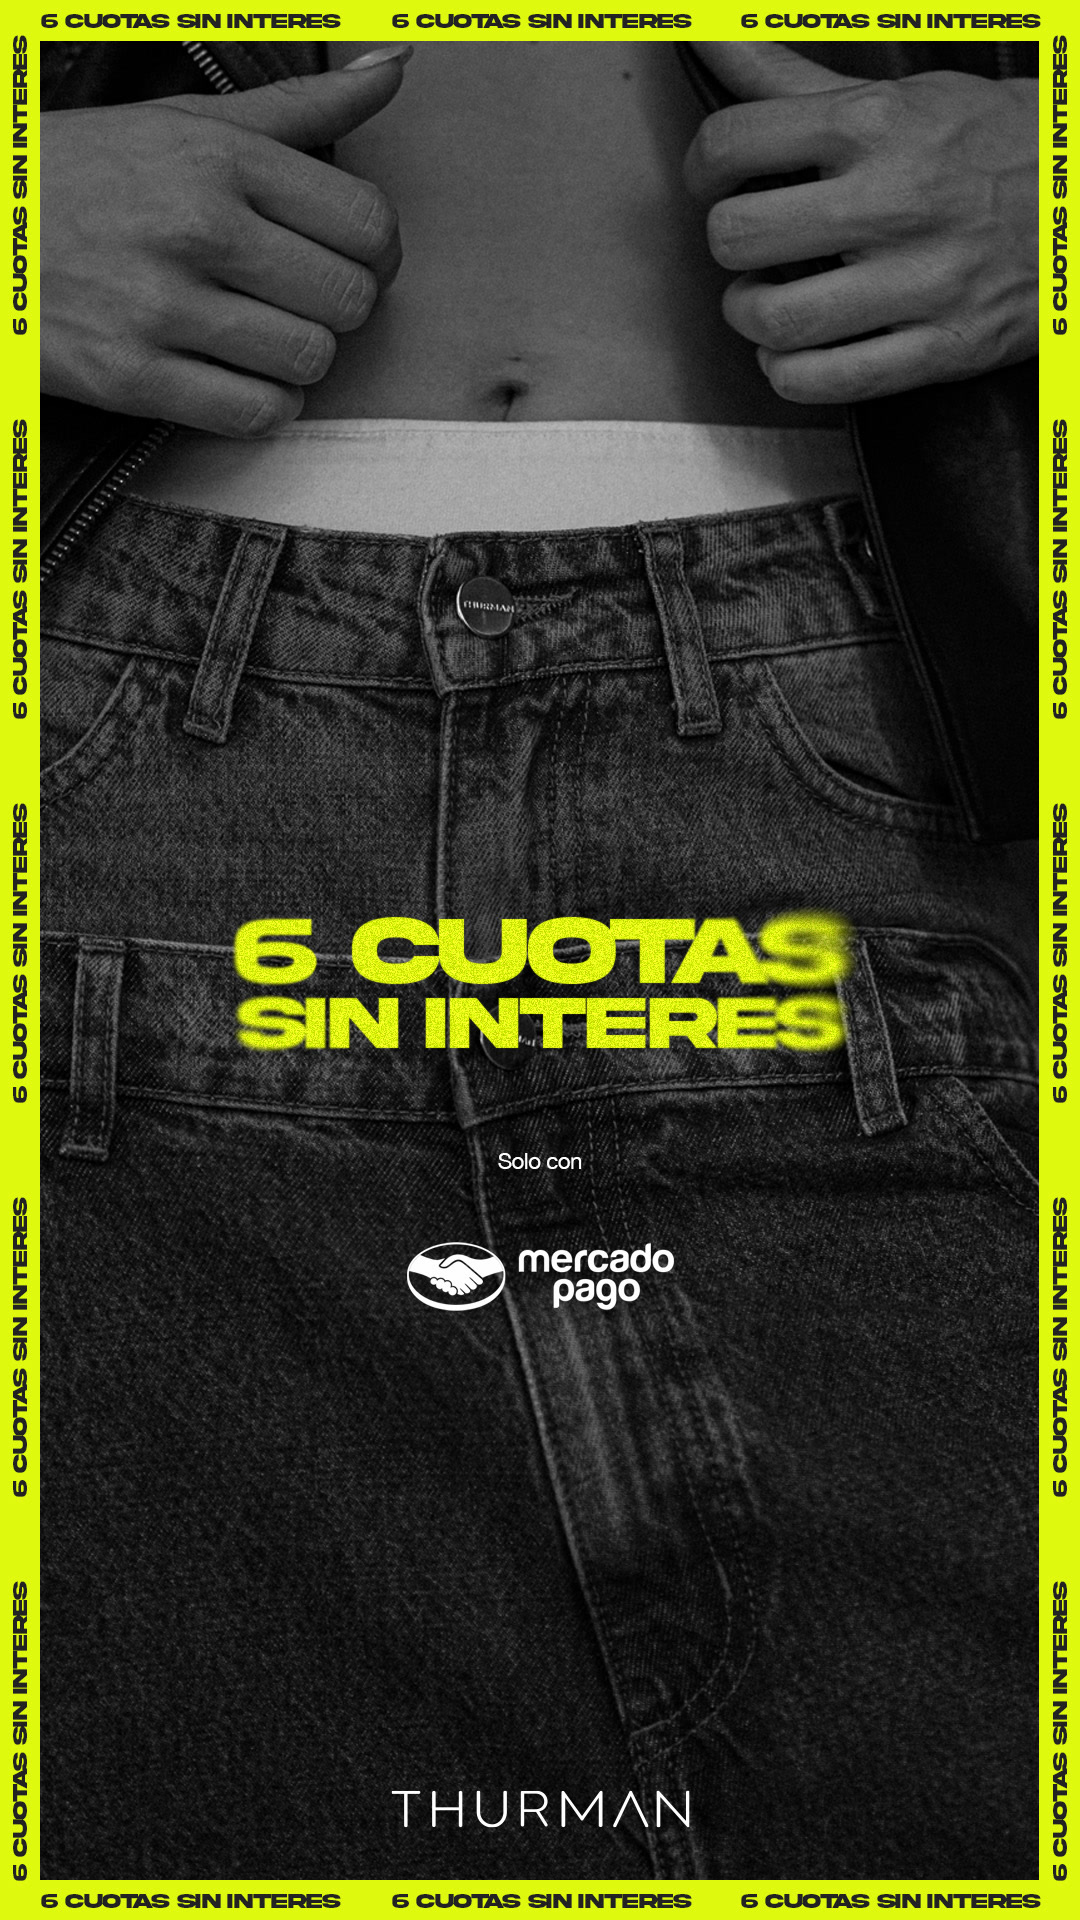 6 CUOTAS SIN INTERES 6 CUOTAS SIN INTERES 6 CUOTAS SIN INTERES
6 CUOTAS SIN INTERES
6 CUOTAS SIN INTERES
6 CUOTAS SIN INTERES
6 CUOTAS SIN INTERES
6 CUOTAS SIN INTERES
6 CUOTAS SIN INTERES
6 CUOTAS SIN INTERES
6 CUOTAS SIN INTERES
6 CUOTAS SIN INTERES
6 CUOTAS SIN INTERES
THURMAN
6 CUOTAS
SIN INTERES
Solo con
mercado
pago
THURMAN
6 CUOTAS SIN INTERES 6 CUOTAS SIN INTERES 6 CUOTAS SIN INTERES